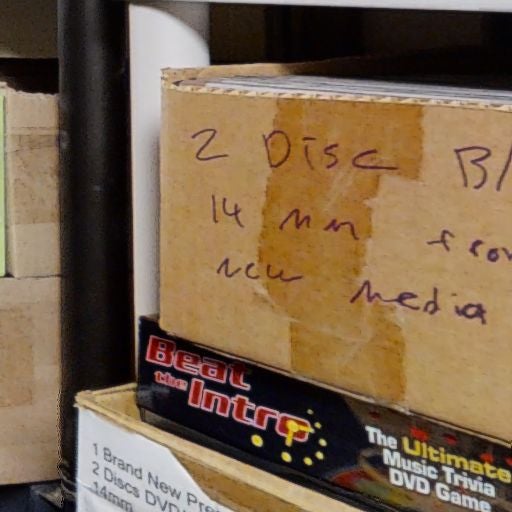 2 Disc B/
14 mm from
New Media
Beat
the Intro
The Ultimate
Music Trivia
DVD Game
1 Brand New Pre
2 Discs DVD
14mm